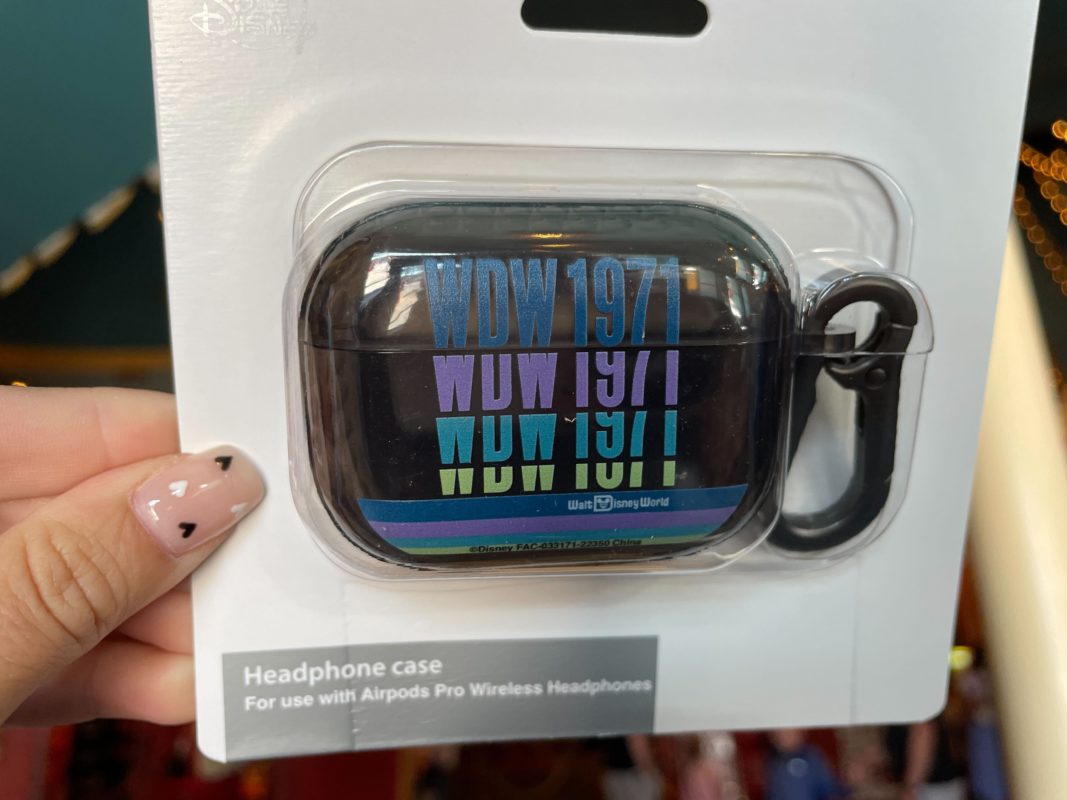 Disney
WDW 1971
WDW 1971
WDW 1971
WDW 1971
Walt Disney World
©Disney FAC-033171-22350 China
Headphone case
For use with Airpods Pro Wireless Headphones